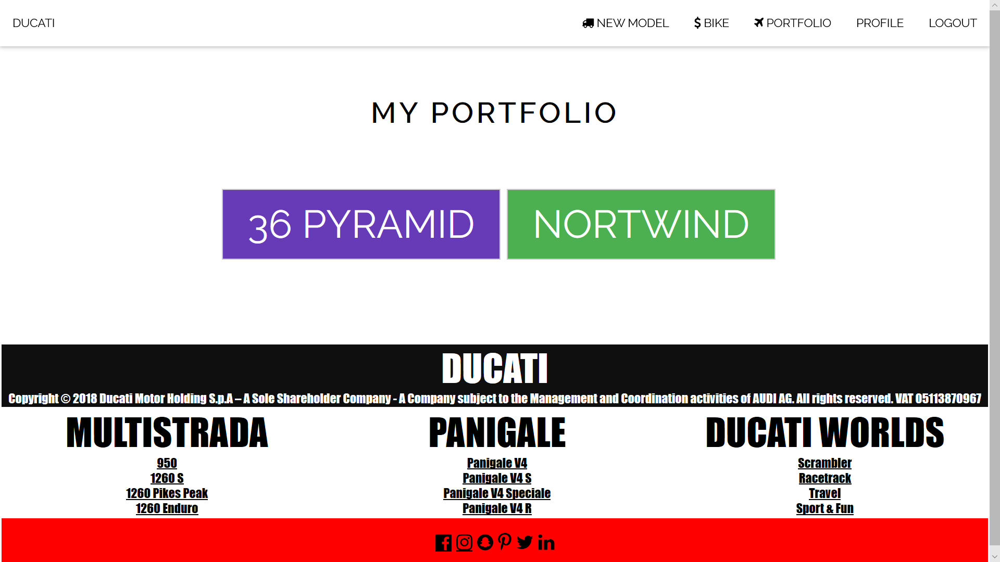 DUCATI
NEW MODEL
BIKE
PORTFOLIO
PROFILE
LOGOUT
MY PORTFOLIO
36 PYRAMID
NORTWIND
DUCATI
Copyright © 2018 Ducati Motor Holding S.p.A – A Sole Shareholder Company - A Company subject to the Management and Coordination activities of AUDI AG. All rights reserved. VAT 05113870967
MULTISTRADA
950
1260 S
1260 Pikes Peak
1260 Enduro
PANIGALE
Panigale V4
Panigale V4 S
Panigale V4 Speciale
Panigale V4 R
DUCATI WORLDS
Scrambler
Racetrack
Travel
Sport & Fun